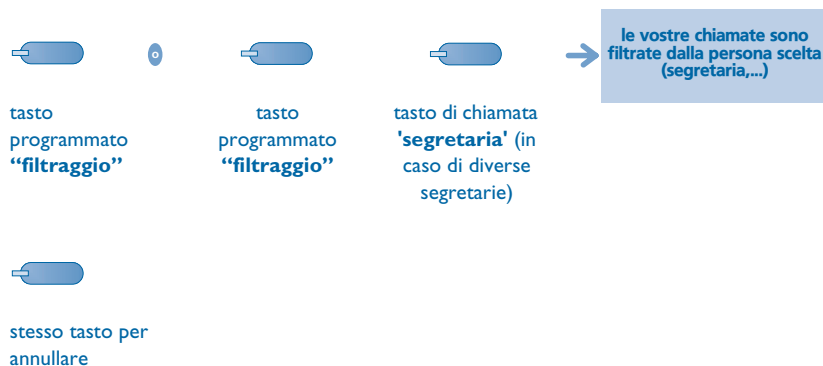 o
le vostre chiamate sono
filtrate dalla persona scelta
(segretaria,...)
tasto
programmato
“filtraggio”
tasto
programmato
“filtraggio”
tasto di chiamata
'segretaria' (in
caso di diverse
segretarie)
stesso tasto per
annullare